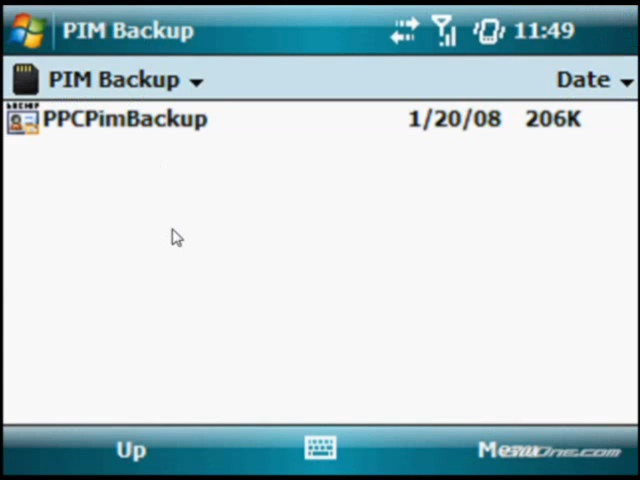 PIM Backup 11:49
PIM Backup Date
PPCPimBackup 1/20/08 206K
Up Menu